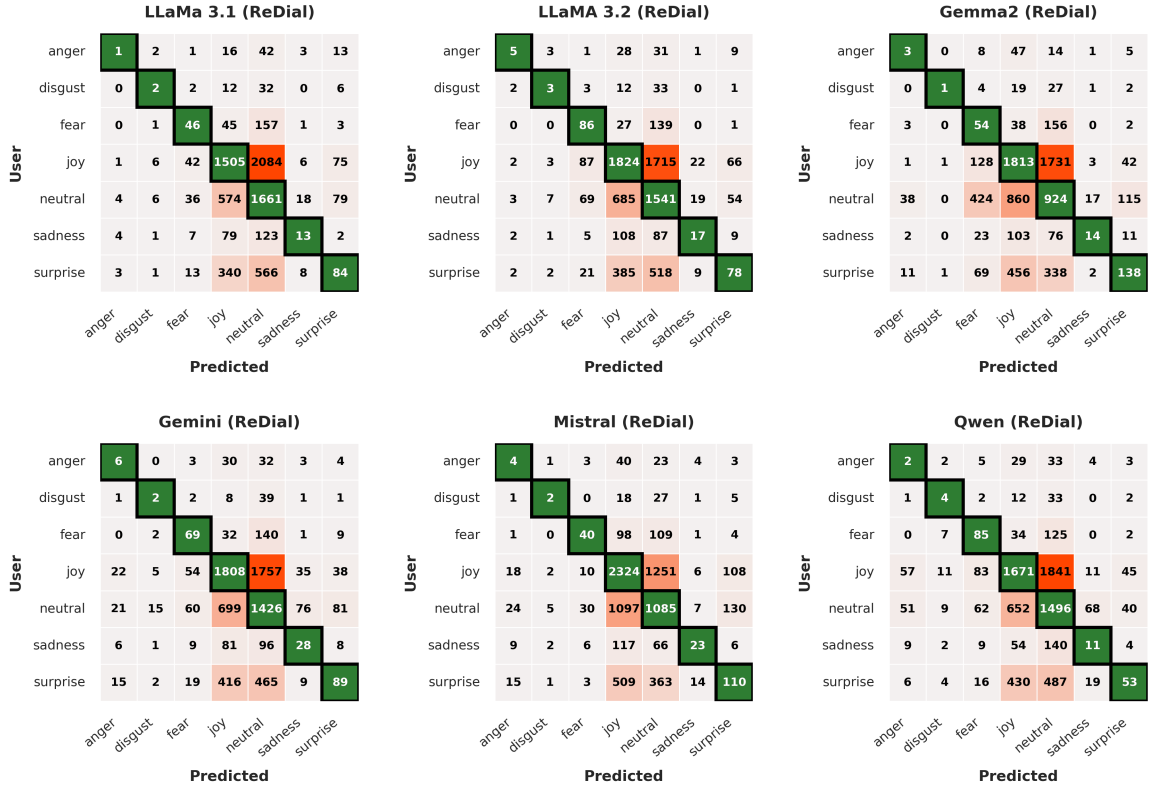 LLaMa 3.1 (ReDial)
anger 1 2 1 16 42 3 13
disgust 0 2 2 12 32 0 6
fear 0 1 46 45 157 1 3
joy 1 6 42 1505 2084 6 75
neutral 4 6 36 574 1661 18 79
sadness 4 1 7 79 123 13 2
surprise 3 1 13 340 566 8 84
anger disgust fear joy neutral sadness surprise
User
Predicted
LLaMA 3.2 (ReDial)
5 3 1 28 31 1 9
2 3 3 12 33 0 1
0 0 86 27 139 0 1
2 3 87 1824 1715 22 66
3 7 69 685 1541 19 54
2 1 5 108 87 17 9
2 2 21 385 518 9 78
anger disgust fear joy neutral sadness surprise
anger
disgust
fear
joy
neutral
sadness
surprise
User
Predicted
Gemma2 (ReDial)
anger 3 0 8 47 14 1 5
disgust 0 1 4 19 27 1 2
fear 3 0 54 38 156 0 2
joy 1 1 128 1813 1731 3 42
neutral 38 0 424 860 924 17 115
sadness 2 0 23 103 76 14 11
surprise 11 1 69 456 338 2 138
anger disgust fear joy neutral sadness surprise
User
Predicted
Gemini (ReDial)
anger 6 0 3 30 32 3 4
disgust 1 2 2 8 39 1 1
fear 0 2 69 32 140 1 9
joy 22 5 54 1808 1757 35 38
neutral 21 15 60 699 1426 76 81
sadness 6 1 9 81 96 28 8
surprise 15 2 19 416 465 9 89
anger disgust fear joy neutral sadness surprise
User
Predicted
Mistral (ReDial)
anger 4 1 3 40 23 4 3
disgust 1 2 0 18 27 1 5
fear 1 0 40 98 109 1 4
joy 18 2 10 2324 1251 6 108
neutral 24 5 30 1097 1085 7 130
sadness 9 2 6 117 66 23 6
surprise 15 1 3 509 363 14 110
anger disgust fear joy neutral sadness surprise
User
Predicted
Qwen (ReDial)
anger 2 2 5 29 33 4 3
disgust 1 4 2 12 33 0 2
fear 0 7 85 34 125 0 2
joy 57 11 83 1671 1841 11 45
neutral 51 9 62 652 1496 68 40
sadness 9 2 9 54 140 11 4
surprise 6 4 16 430 487 19 53
anger disgust fear joy neutral sadness surprise
User
Predicted